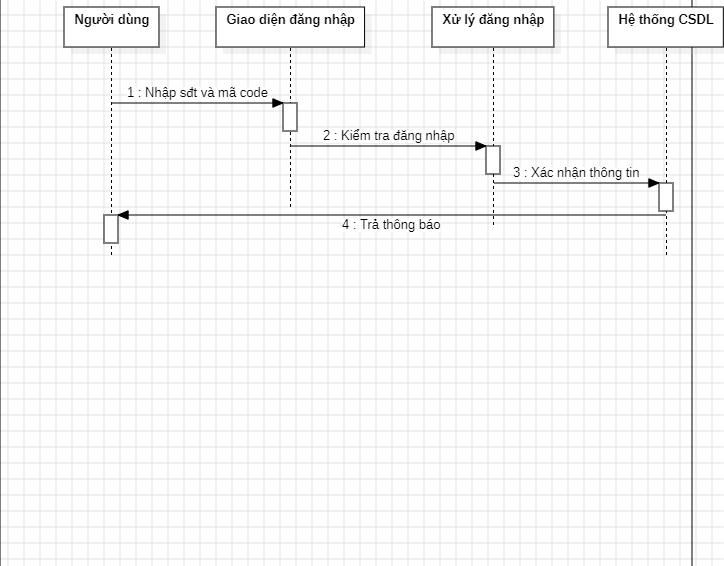 Người dùng
Giao diện đăng nhập
Xử lý đăng nhập
Hệ thống CSDL
1 : Nhập sđt và mã code
2 : Kiểm tra đăng nhập
3 : Xác nhận thông tin
4 : Trả thông báo